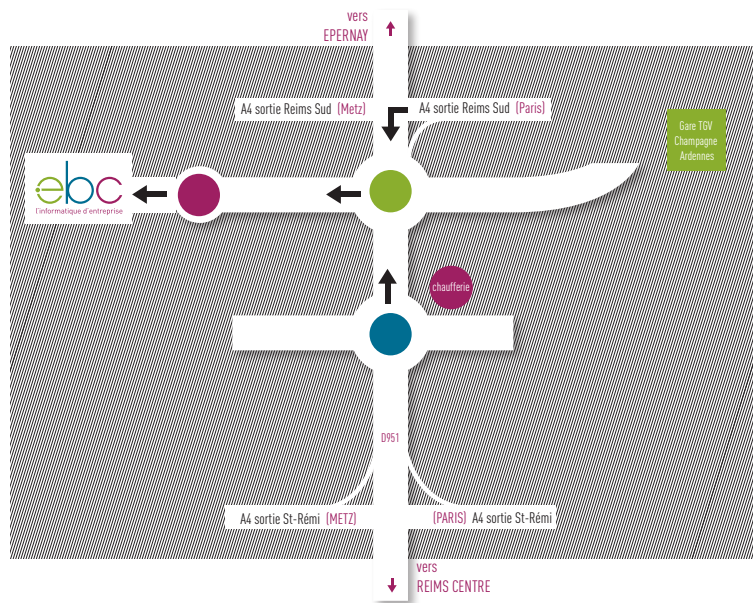 vers
EPERNAY
A4 sortie Reims Sud (Metz)
A4 sortie Reims Sud (Paris)
Gare TGV
Champagne
Ardennes
ebc
l'informatique d'entreprise
chaufferie
D951
A4 sortie St-Rémi (METZ)
(PARIS) A4 sortie St-Rémi
vers
REIMS CENTRE